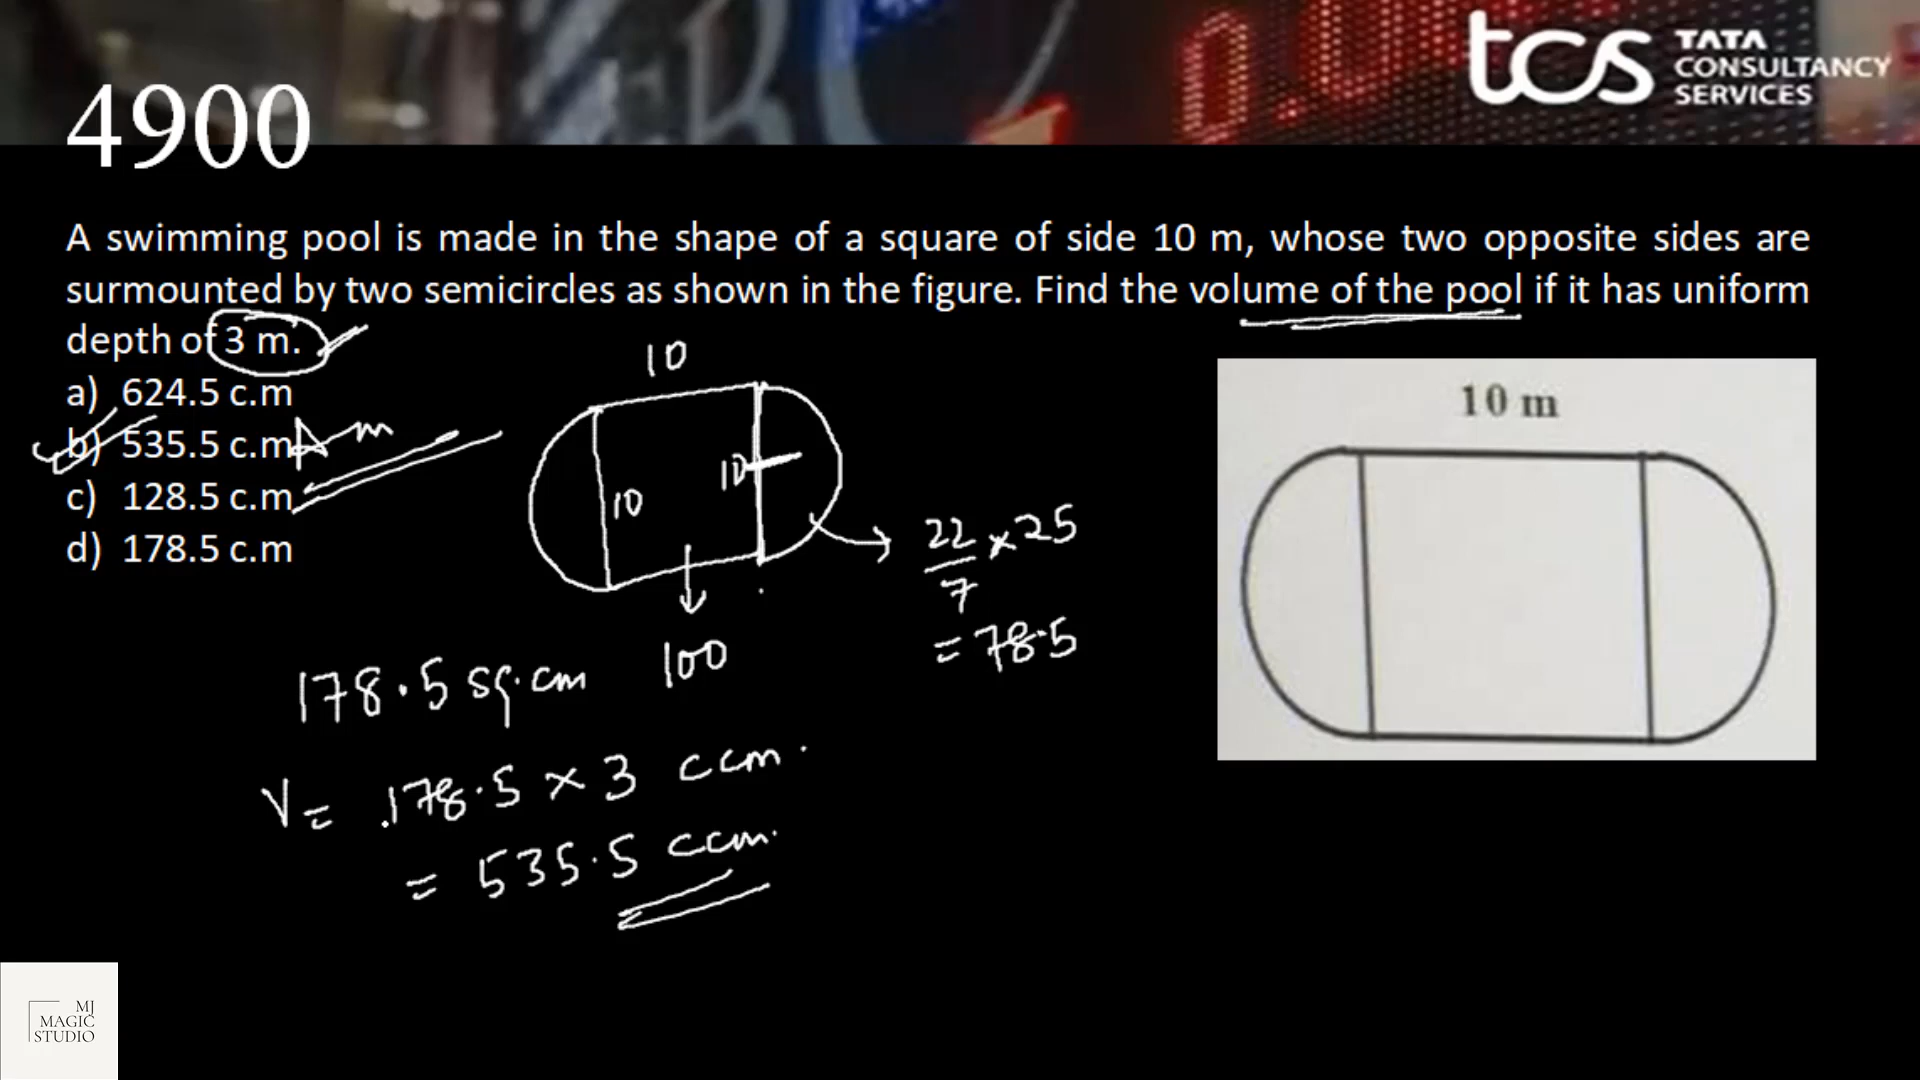 tcs TATA
CONSULTANCY
SERVICES
4900
A swimming pool is made in the shape of a square of side 10 m, whose two opposite sides are
surmounted by two semicircles as shown in the figure. Find the volume of the pool if it has uniform
depth of 3 m.
a) 624.5 c.m
b) 535.5 c.m m
c) 128.5 c.m
d) 178.5 c.m
10
10
10
10 m
22/7 × 25
= 78.5
100
178.5 sq.cm
V = 178.5 × 3 ccm.
= 535.5 ccm.
MJ
MAGIC
STUDIO